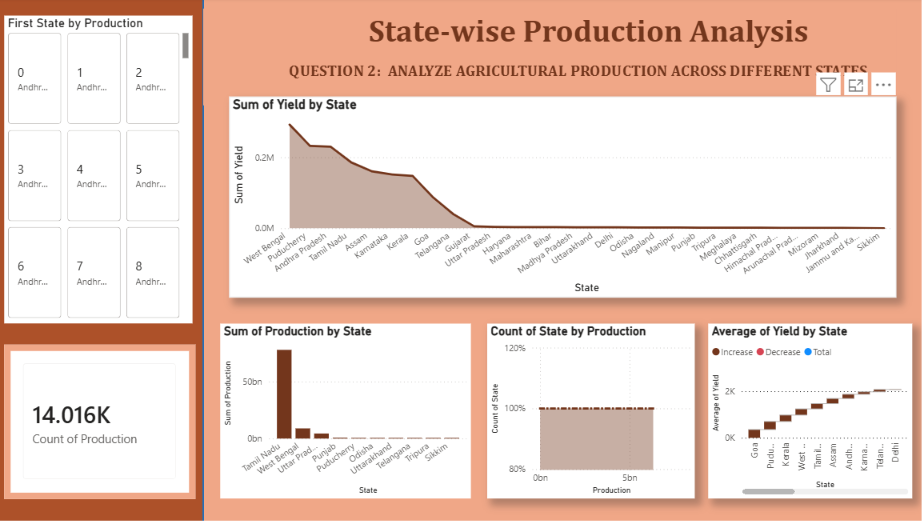 First State by Production
0
Andhr...
1
Andhr...
2
Andhr...
3
Andhr...
4
Andhr...
5
Andhr...
6
Andhr...
7
Andhr...
8
Andhr...
14.016K
Count of Production
State-wise Production Analysis
QUESTION 2: ANALYZE AGRICULTURAL PRODUCTION ACROSS DIFFERENT STATES
Sum of Yield by State
Sum of Yield
0.2M
0.0M
West Bengal
Puducherry
Andhra Pradesh
Tamil Nadu
Assam
Karnataka
Kerala
Goa
Telangana
Gujarat
Uttar Pradesh
Haryana
Maharashtra
Bihar
Madhya Pradesh
Uttarakhand
Delhi
Odisha
Nagaland
Manipur
Punjab
Tripura
Meghalaya
Chhattisgarh
Himachal Prad...
Arunachal Prad...
Mizoram
Jharkhand
Jammu and Ka...
Sikkim
State
Sum of Production by State
Sum of Production
50bn
0bn
Tamil Nadu
West Bengal
Uttar Prad...
Punjab
Puducherry
Odisha
Uttarakhand
Telangana
Tripura
Sikkim
State
Count of State by Production
Count of State
120%
100%
80%
0bn
5bn
Production
Average of Yield by State
Increase Decrease Total
Average of Yield
2K
0K
Goa
Pudu...
Kerala
West ...
Tamil...
Assam
Andh...
Karna...
Telan...
Delhi
State